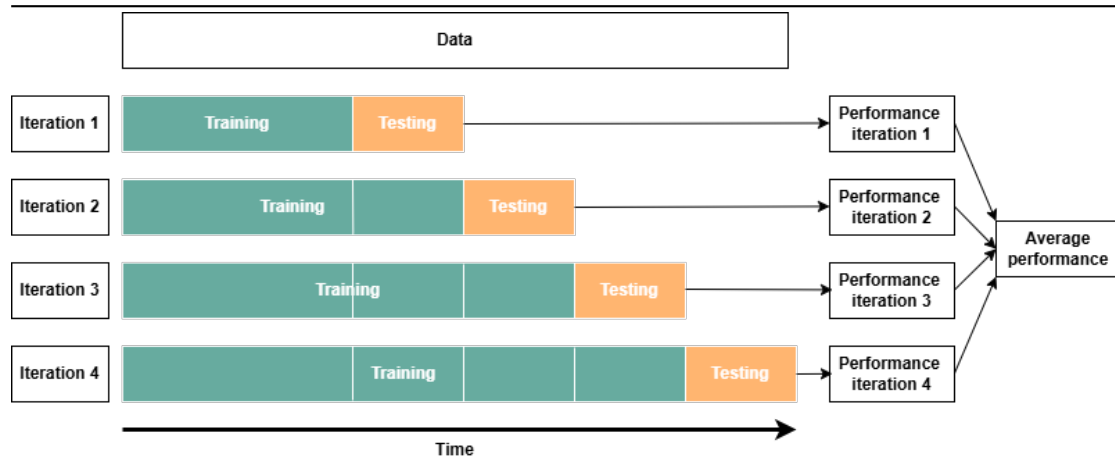 Data
Iteration 1
Training
Testing
Performance
iteration 1
Iteration 2
Training
Testing
Performance
iteration 2
Average
performance
Iteration 3
Training
Testing
Performance
iteration 3
Iteration 4
Training
Testing
Performance
iteration 4
Time